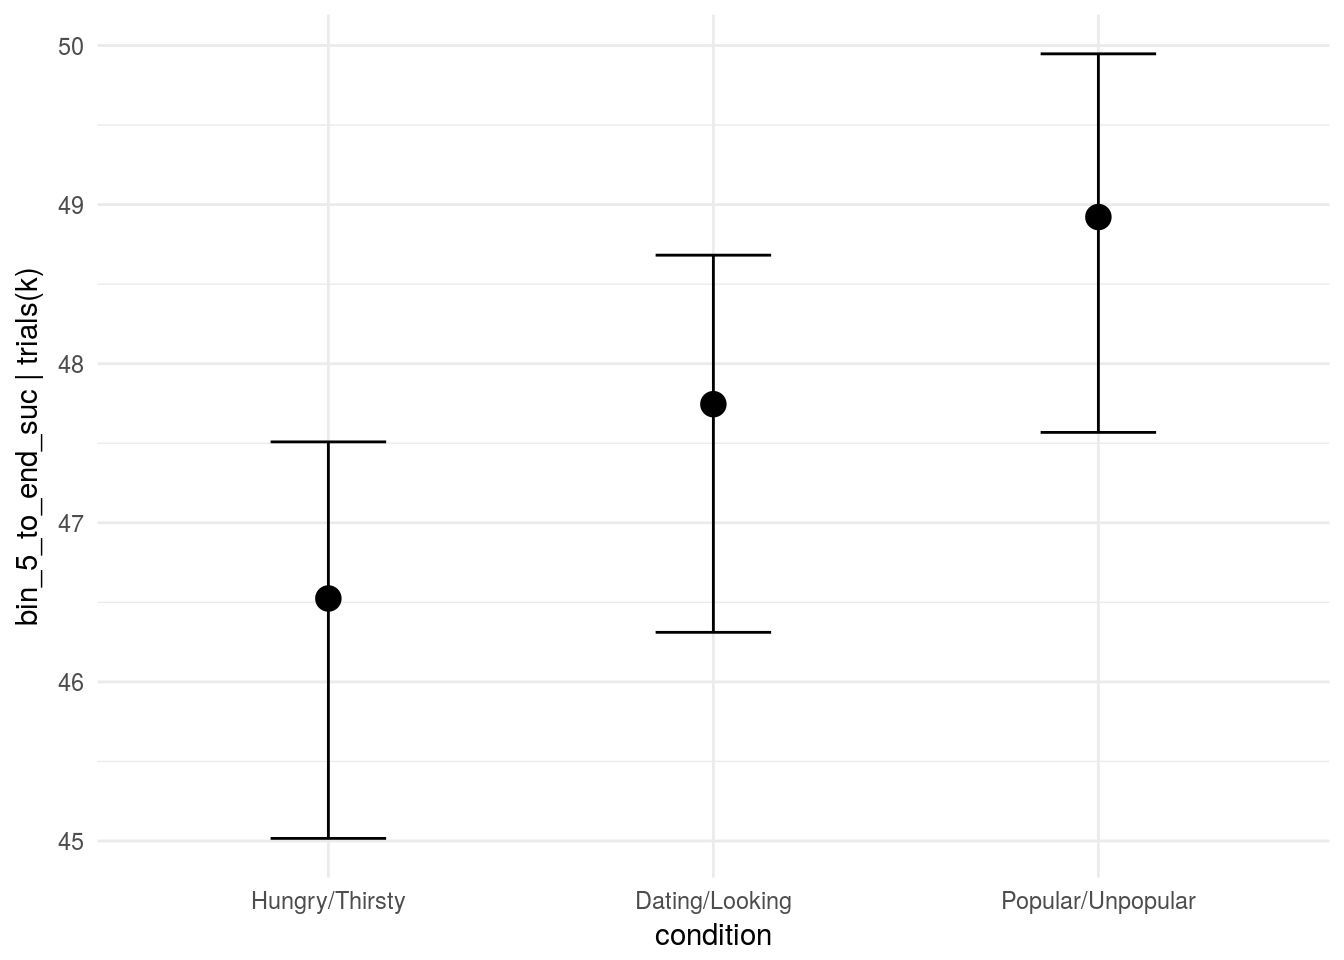 50
49
48
47
46
45
bin_5_to_end_suc | trials(k)
Hungry/Thirsty
Dating/Looking
Popular/Unpopular
condition